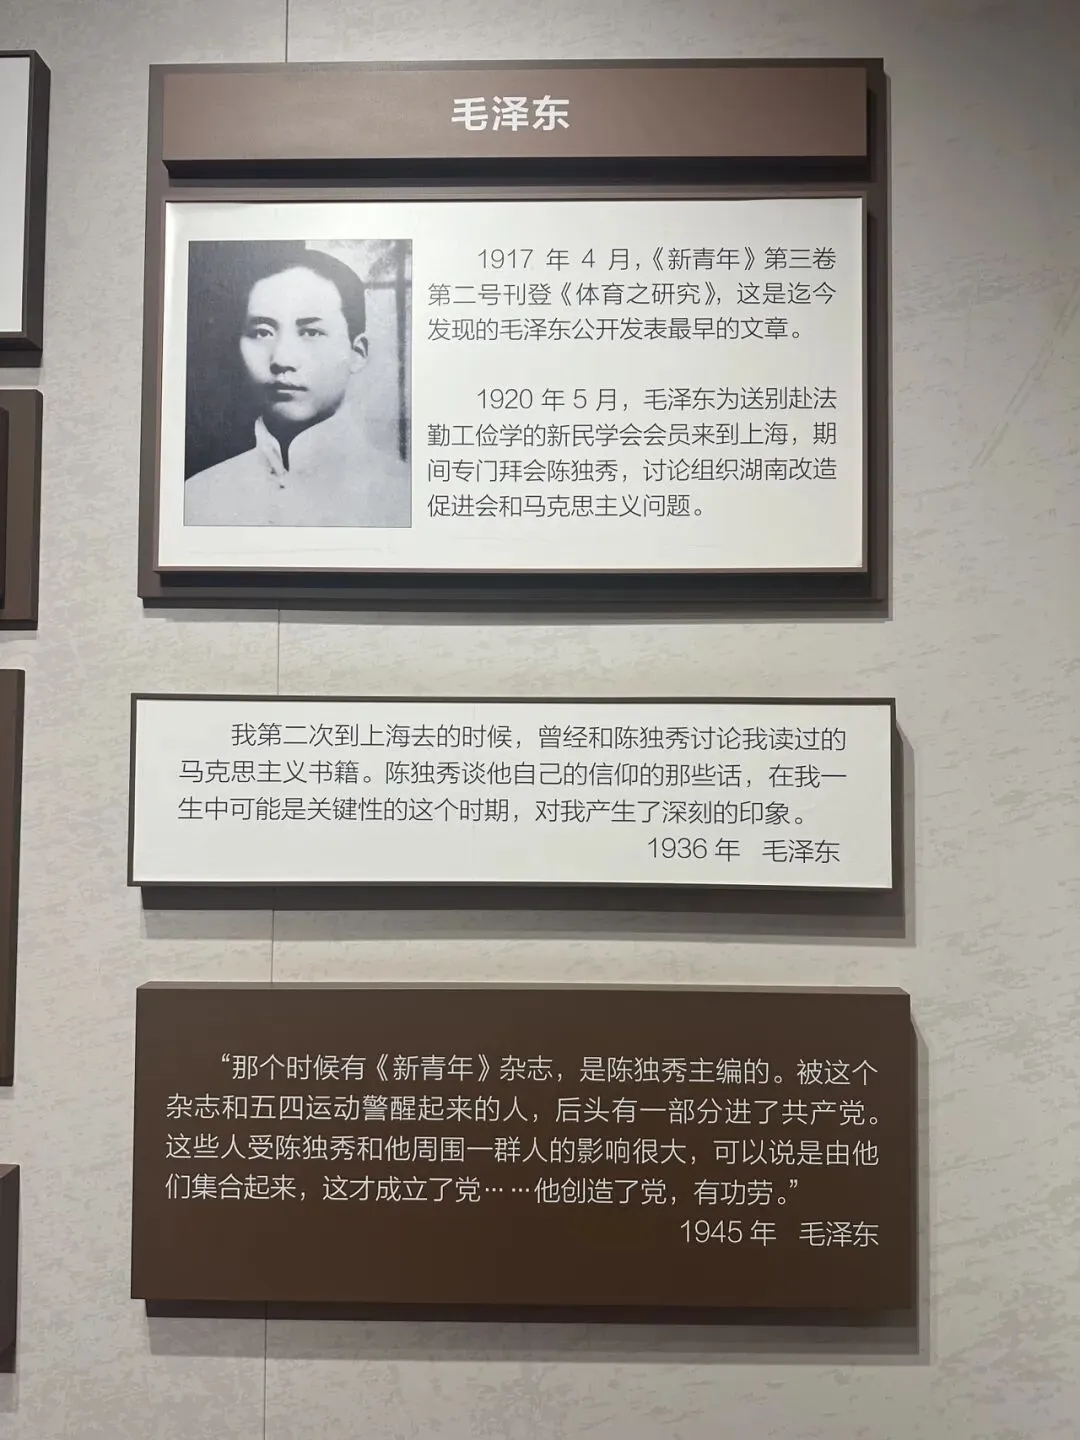 毛泽东
1917 年 4 月，《新青年》第三卷
第二号刊登《体育之研究》，这是迄今
发现的毛泽东公开发表最早的文章。
1920 年 5 月，毛泽东为送别赴法
勤工俭学的新民学会会员来到上海，期
间专门拜会陈独秀，讨论组织湖南改造
促进会和马克思主义问题。
我第二次到上海去的时候，曾经和陈独秀讨论我读过的
马克思主义书籍。陈独秀谈他自己的信仰的那些话，在我一
生中可能是关键性的这个时期，对我产生了深刻的印象。
1936 年 毛泽东
“那个时候有《新青年》杂志，是陈独秀主编的。被这个
杂志和五四运动警醒起来的人，后头有一部分进了共产党。
这些人受陈独秀和他周围一群人的影响很大，可以说是由他
们集合起来，这才成立了党……他创造了党，有功劳。”
1945 年 毛泽东